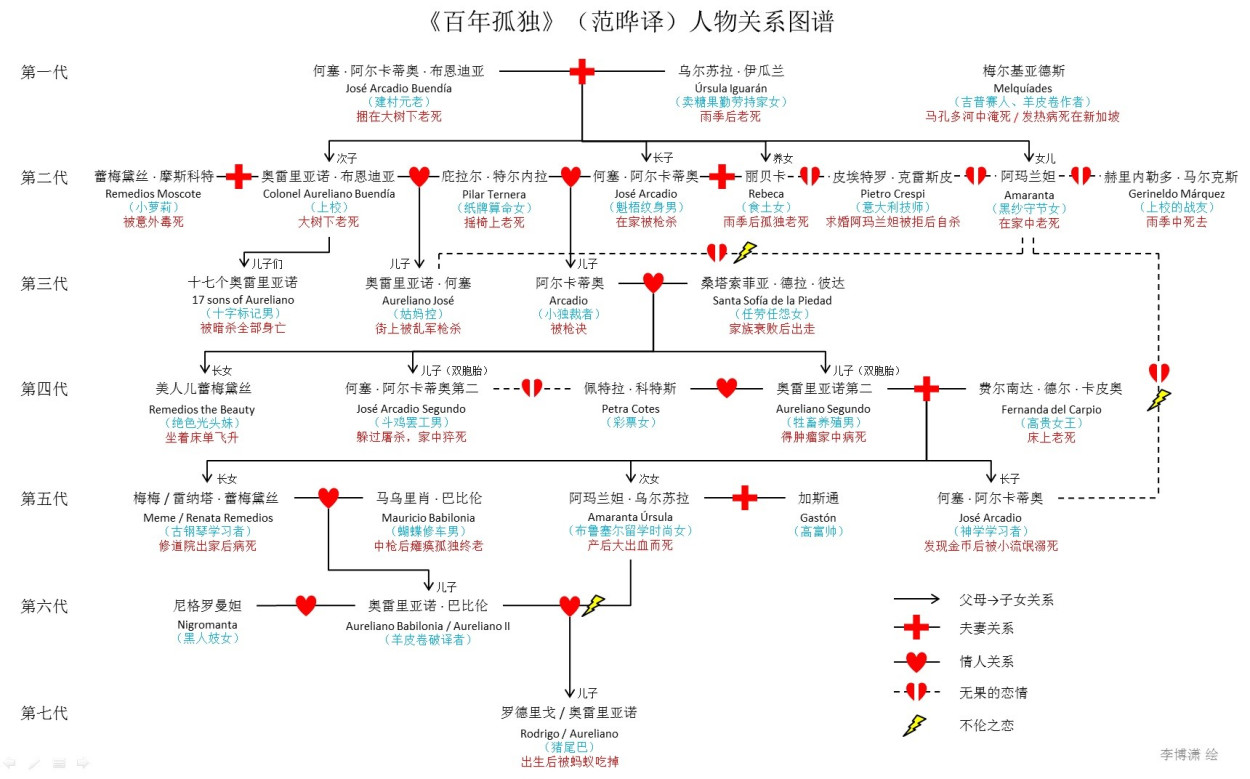 《百年孤独》（范晔译）人物关系图谱
第一代
何塞·阿尔卡蒂奥·布恩迪亚
José Arcadio Buendía
（建村元老）
捆在大树下老死
乌尔苏拉·伊瓜兰
Úrsula Iguarán
（卖糖果勤劳持家女）
雨季后老死
梅尔基亚德斯
Melquíades
（吉普赛人、羊皮卷作者）
马孔多河中淹死 / 发热病死在新加坡
第二代
蕾梅黛丝·摩斯科特
Remedios Moscote
（小萝莉）
被意外毒死
次子
奥雷里亚诺·布恩迪亚
Colonel Aureliano Buendía
（上校）
大树下老死
庇拉尔·特尔内拉
Pilar Ternera
（纸牌算命女）
摇椅上老死
长子
何塞·阿尔卡蒂奥
José Arcadio
（魁梧纹身男）
在家被枪杀
养女
丽贝卡
Rebeca
（食土女）
雨季后孤独老死
皮埃特罗·克雷斯皮
Pietro Crespi
（意大利技师）
求婚阿玛兰妲被拒后自杀
女儿
阿玛兰妲
Amaranta
（黑纱守节女）
在家中老死
赫里内勒多·马尔克斯
Gerineldo Márquez
（上校的战友）
雨季中死去
第三代
儿子们
十七个奥雷里亚诺
17 sons of Aureliano
（十字标记男）
被暗杀全部身亡
儿子
奥雷里亚诺·何塞
Aureliano José
（姑妈控）
街上被乱军枪杀
儿子
阿尔卡蒂奥
Arcadio
（小独裁者）
被枪决
桑塔索菲亚·德拉·彼达
Santa Sofía de la Piedad
（任劳任怨女）
家族衰败后出走
第四代
长女
美人儿蕾梅黛丝
Remedios the Beauty
（绝色光头妹）
坐着床单飞升
儿子（双胞胎）
何塞·阿尔卡蒂奥第二
José Arcadio Segundo
（斗鸡罢工男）
躲过屠杀，家中猝死
佩特拉·科特斯
Petra Cotes
（彩票女）
儿子（双胞胎）
奥雷里亚诺第二
Aureliano Segundo
（牲畜养殖男）
得肿瘤家中病死
费尔南达·德尔·卡皮奥
Fernanda del Carpio
（高贵女王）
床上老死
第五代
长女
梅梅 / 雷纳塔·蕾梅黛丝
Meme / Renata Remedios
（古钢琴学习者）
修道院出家后病死
马乌里肖·巴比伦
Mauricio Babilonia
（蝴蝶修车男）
中枪后瘫痪孤独终老
次女
阿玛兰妲·乌尔苏拉
Amaranta Úrsula
（布鲁塞尔留学时尚女）
产后大出血而死
加斯通
Gastón
（高富帅）
长子
何塞·阿尔卡蒂奥
José Arcadio
（神学学习者）
发现金币后被小流氓溺死
第六代
尼格罗曼妲
Nigromanta
（黑人妓女）
儿子
奥雷里亚诺·巴比伦
Aureliano Babilonia / Aureliano II
（羊皮卷破译者）
第七代
儿子
罗德里戈 / 奥雷里亚诺
Rodrigo / Aureliano
（猪尾巴）
出生后被蚂蚁吃掉
父母→子女关系
夫妻关系
情人关系
无果的恋情
不伦之恋
李博潇 绘